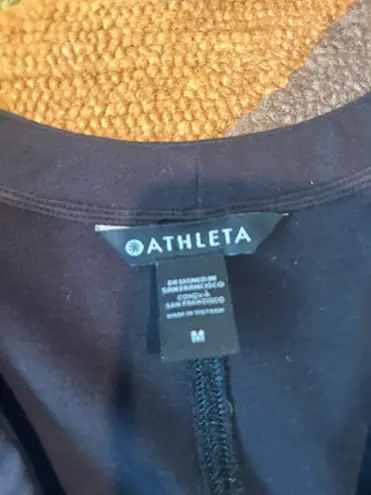 ATHLETA
DESIGNED IN
SAN FRANCISCO
CONÇU À
SAN FRANCISCO
MADE IN VIETNAM
M